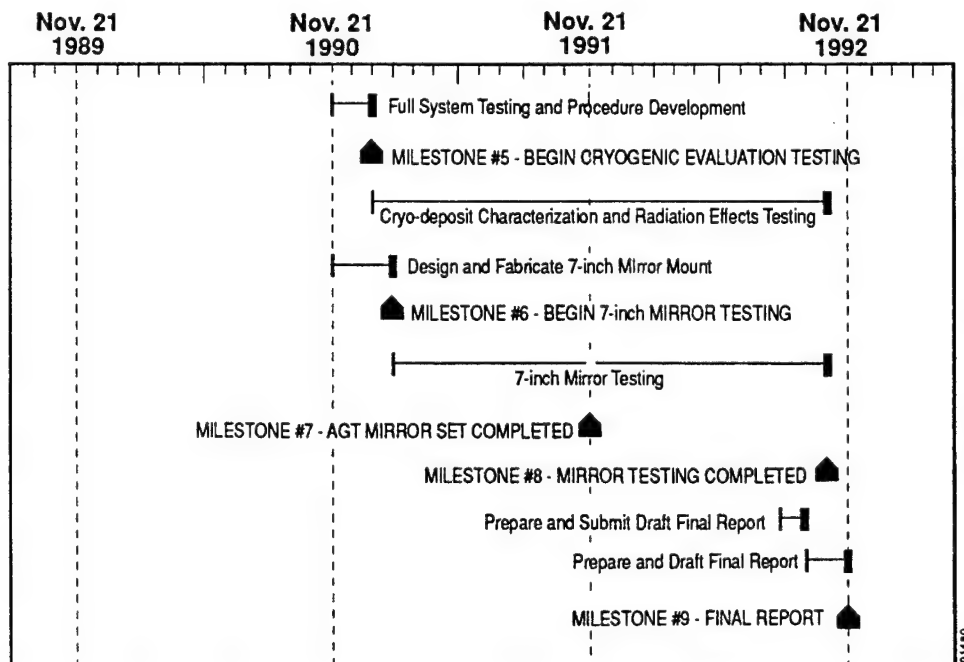 Nov. 21 Nov. 21 Nov. 21 Nov. 21
1989 1990 1991 1992
Full System Testing and Procedure Development
MILESTONE #5 - BEGIN CRYOGENIC EVALUATION TESTING
Cryo-deposit Characterization and Radiation Effects Testing
Design and Fabricate 7-inch Mirror Mount
MILESTONE #6 - BEGIN 7-inch MIRROR TESTING
7-inch Mirror Testing
MILESTONE #7 - AGT MIRROR SET COMPLETED
MILESTONE #8 - MIRROR TESTING COMPLETED
Prepare and Submit Draft Final Report
Prepare and Draft Final Report
MILESTONE #9 - FINAL REPORT